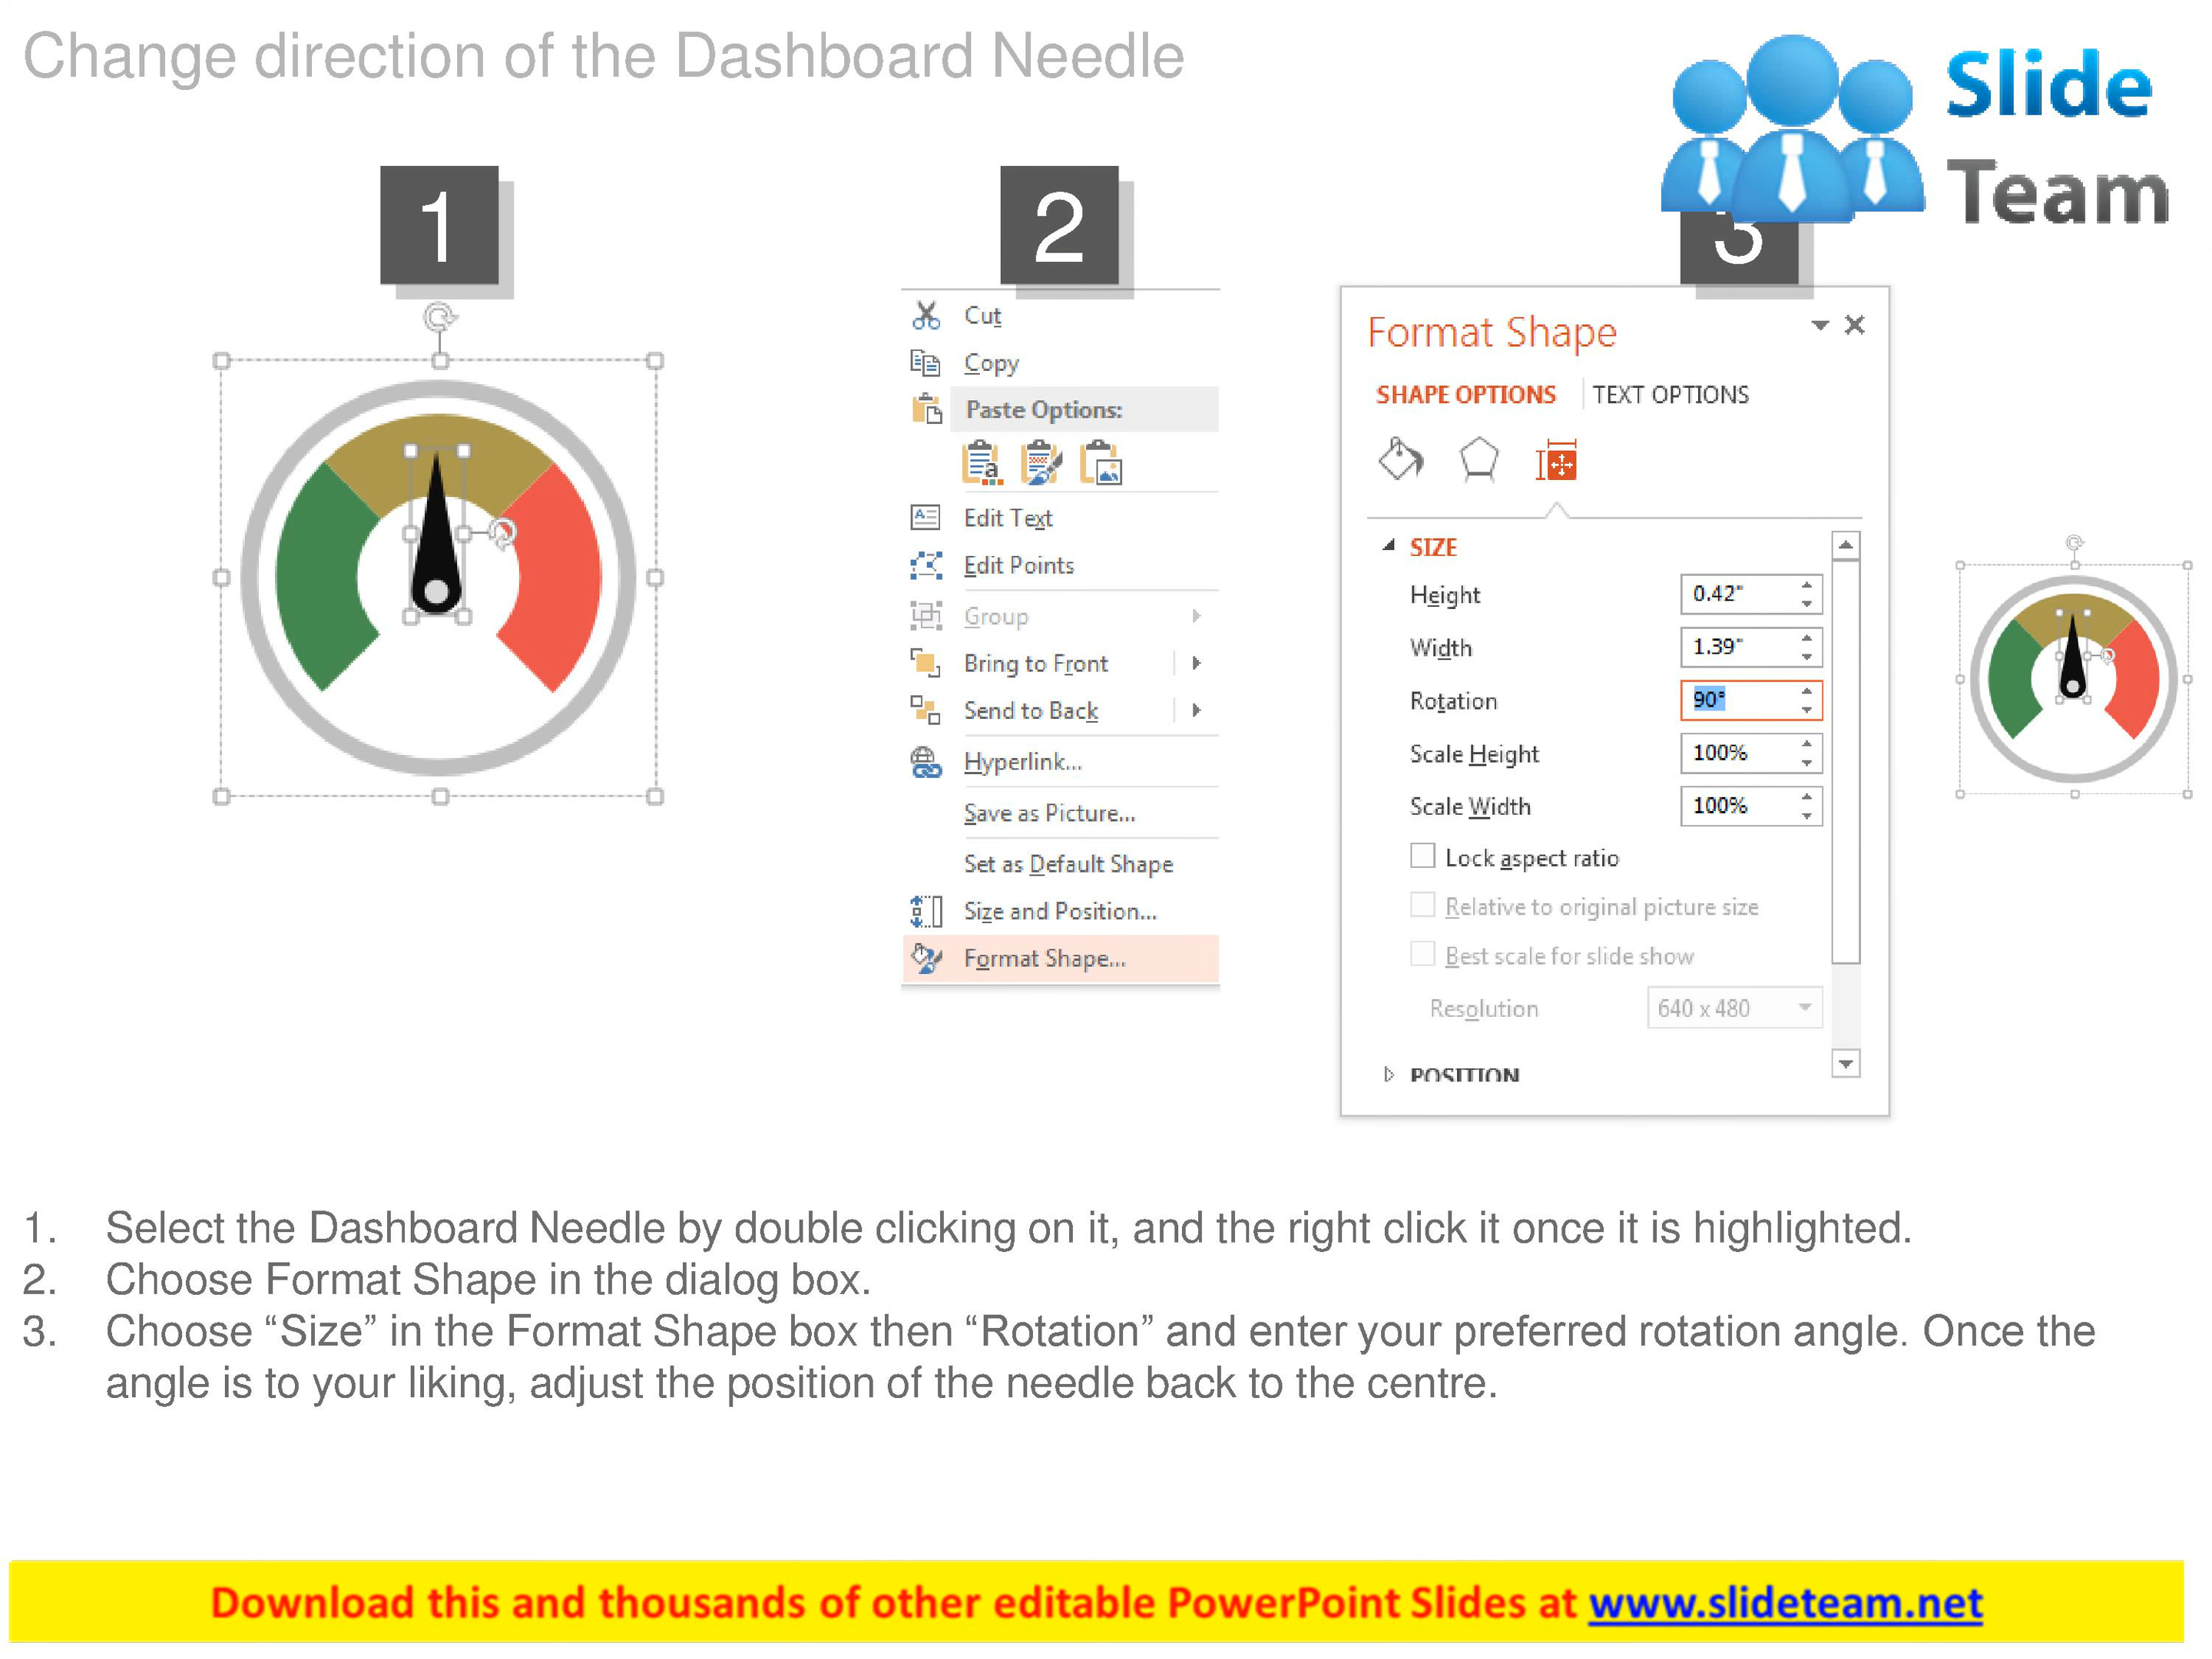 Change direction of the Dashboard Needle
Slide
Team
1
2
3
Cut
Copy
Paste Options:
a
Edit Text
Edit Points
Group
Bring to Front
Send to Back
Hyperlink...
Save as Picture...
Set as Default Shape
Size and Position...
Format Shape...
Format Shape
SHAPE OPTIONS TEXT OPTIONS
SIZE
Height 0.42"
Width 1.39"
Rotation 90°
Scale Height 100%
Scale Width 100%
Lock aspect ratio
Relative to original picture size
Best scale for slide show
Resolution 640 x 480
POSITION
1. Select the Dashboard Needle by double clicking on it, and the right click it once it is highlighted.
2. Choose Format Shape in the dialog box.
3. Choose “Size” in the Format Shape box then “Rotation” and enter your preferred rotation angle. Once the
angle is to your liking, adjust the position of the needle back to the centre.
Download this and thousands of other editable PowerPoint Slides at www.slideteam.net